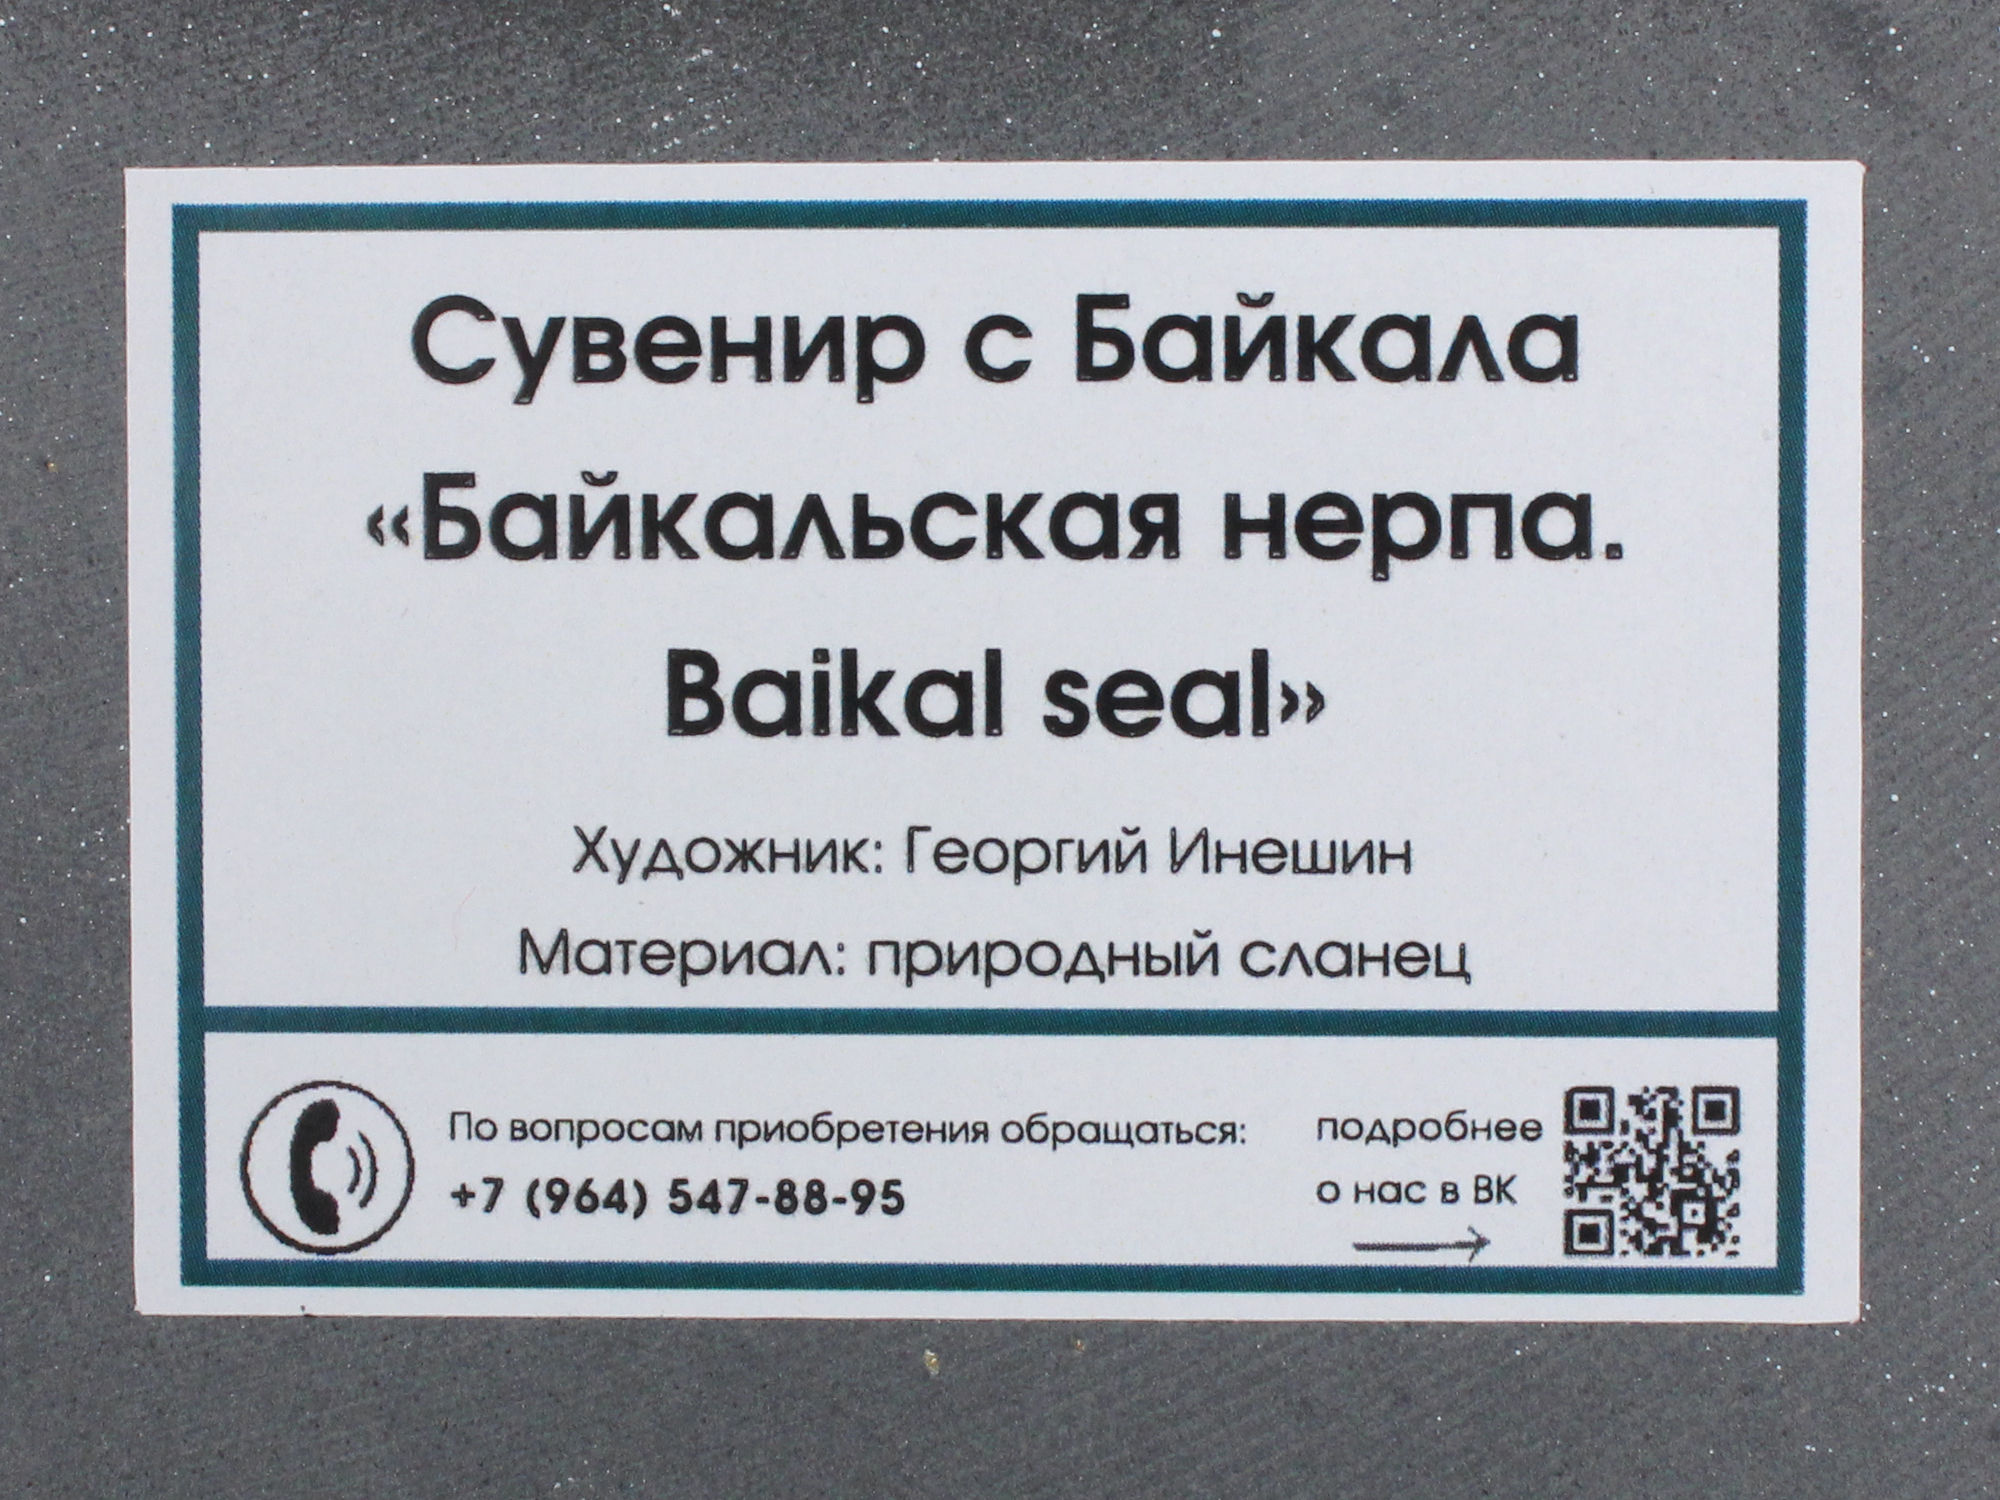 Сувенир с Байкала
«Байкальская нерпа.
Baikal seal»
Художник: Георгий Инешин
Материал: природный сланец
По вопросам приобретения обращаться:
+7 (964) 547-88-95
подробнее
о нас в ВК